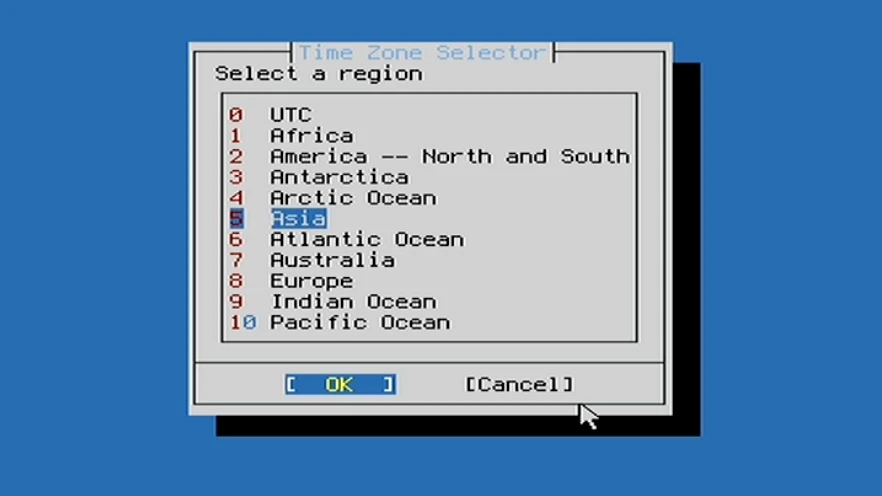 Time Zone Selector
Select a region
0 UTC
1 Africa
2 America -- North and South
3 Antarctica
4 Arctic Ocean
5 Asia
6 Atlantic Ocean
7 Australia
8 Europe
9 Indian Ocean
10 Pacific Ocean
[ OK ] [Cancel]